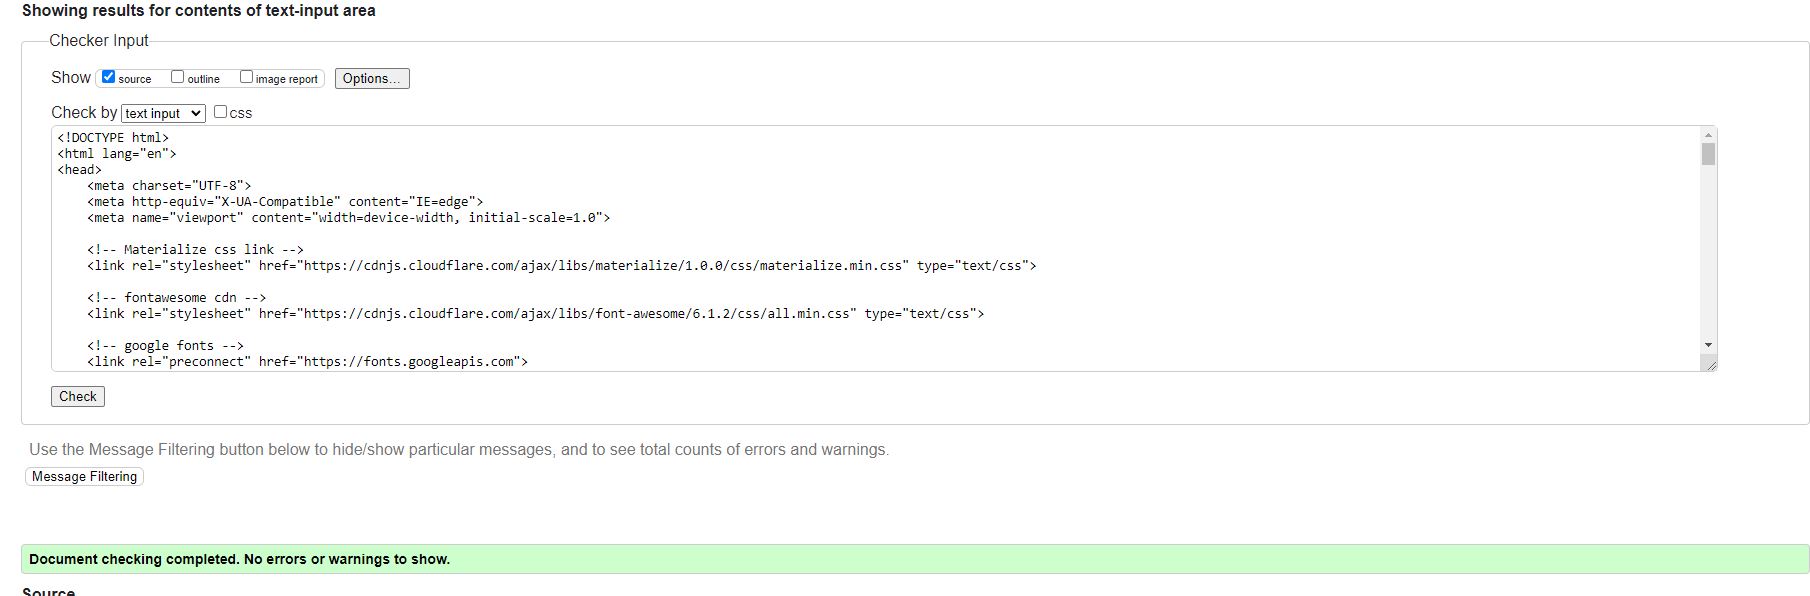 Showing results for contents of text-input area
Checker Input
Show source outline image report Options...
Check by text input css
<!DOCTYPE html>
<html lang="en">
<head>
    <meta charset="UTF-8">
    <meta http-equiv="X-UA-Compatible" content="IE=edge">
    <meta name="viewport" content="width=device-width, initial-scale=1.0">
    <!-- Materialize css link -->
    <link rel="stylesheet" href="https://cdnjs.cloudflare.com/ajax/libs/materialize/1.0.0/css/materialize.min.css" type="text/css">
    <!-- fontawesome cdn -->
    <link rel="stylesheet" href="https://cdnjs.cloudflare.com/ajax/libs/font-awesome/6.1.2/css/all.min.css" type="text/css">
    <!-- google fonts -->
    <link rel="preconnect" href="https://fonts.googleapis.com">
Check
Use the Message Filtering button below to hide/show particular messages, and to see total counts of errors and warnings.
Message Filtering
Document checking completed. No errors or warnings to show.
Source